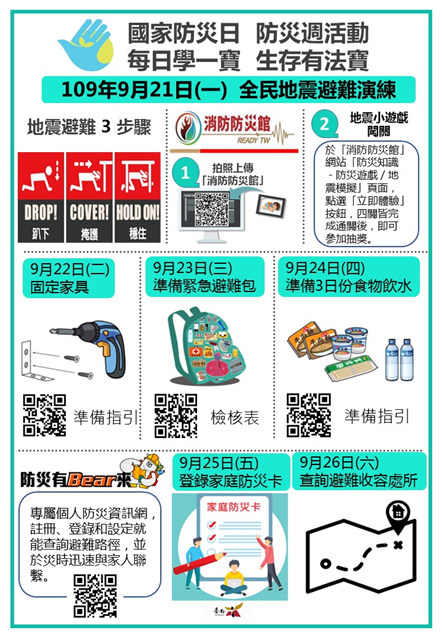 國家防災日 防災週活動
每日學一寶 生存有法寶
109年9月21日(一) 全民地震避難演練
地震避難 3 步驟
DROP!
趴下
COVER!
掩護
HOLD ON!
穩住
消防防災館
READY TW
1
拍照上傳
「消防防災館」
2
地震小遊戲
闖關
於「消防防災館」
網站「防災知識
-防災遊戲/地
震模擬」頁面，
點選「立即體驗」
按鈕，四關皆完
成通關後，即可
參加抽獎。
9月22日(二)
固定家具
準備指引
9月23日(三)
準備緊急避難包
檢核表
9月24日(四)
準備3日份食物飲水
準備指引
防災有Bear來
專屬個人防災資訊網，
註冊、登錄和設定就
能查詢避難路徑，並
於災時迅速與家人聯
繫。
9月25日(五)
登錄家庭防災卡
家庭防災卡
臺南
9月26日(六)
查詢避難收容處所